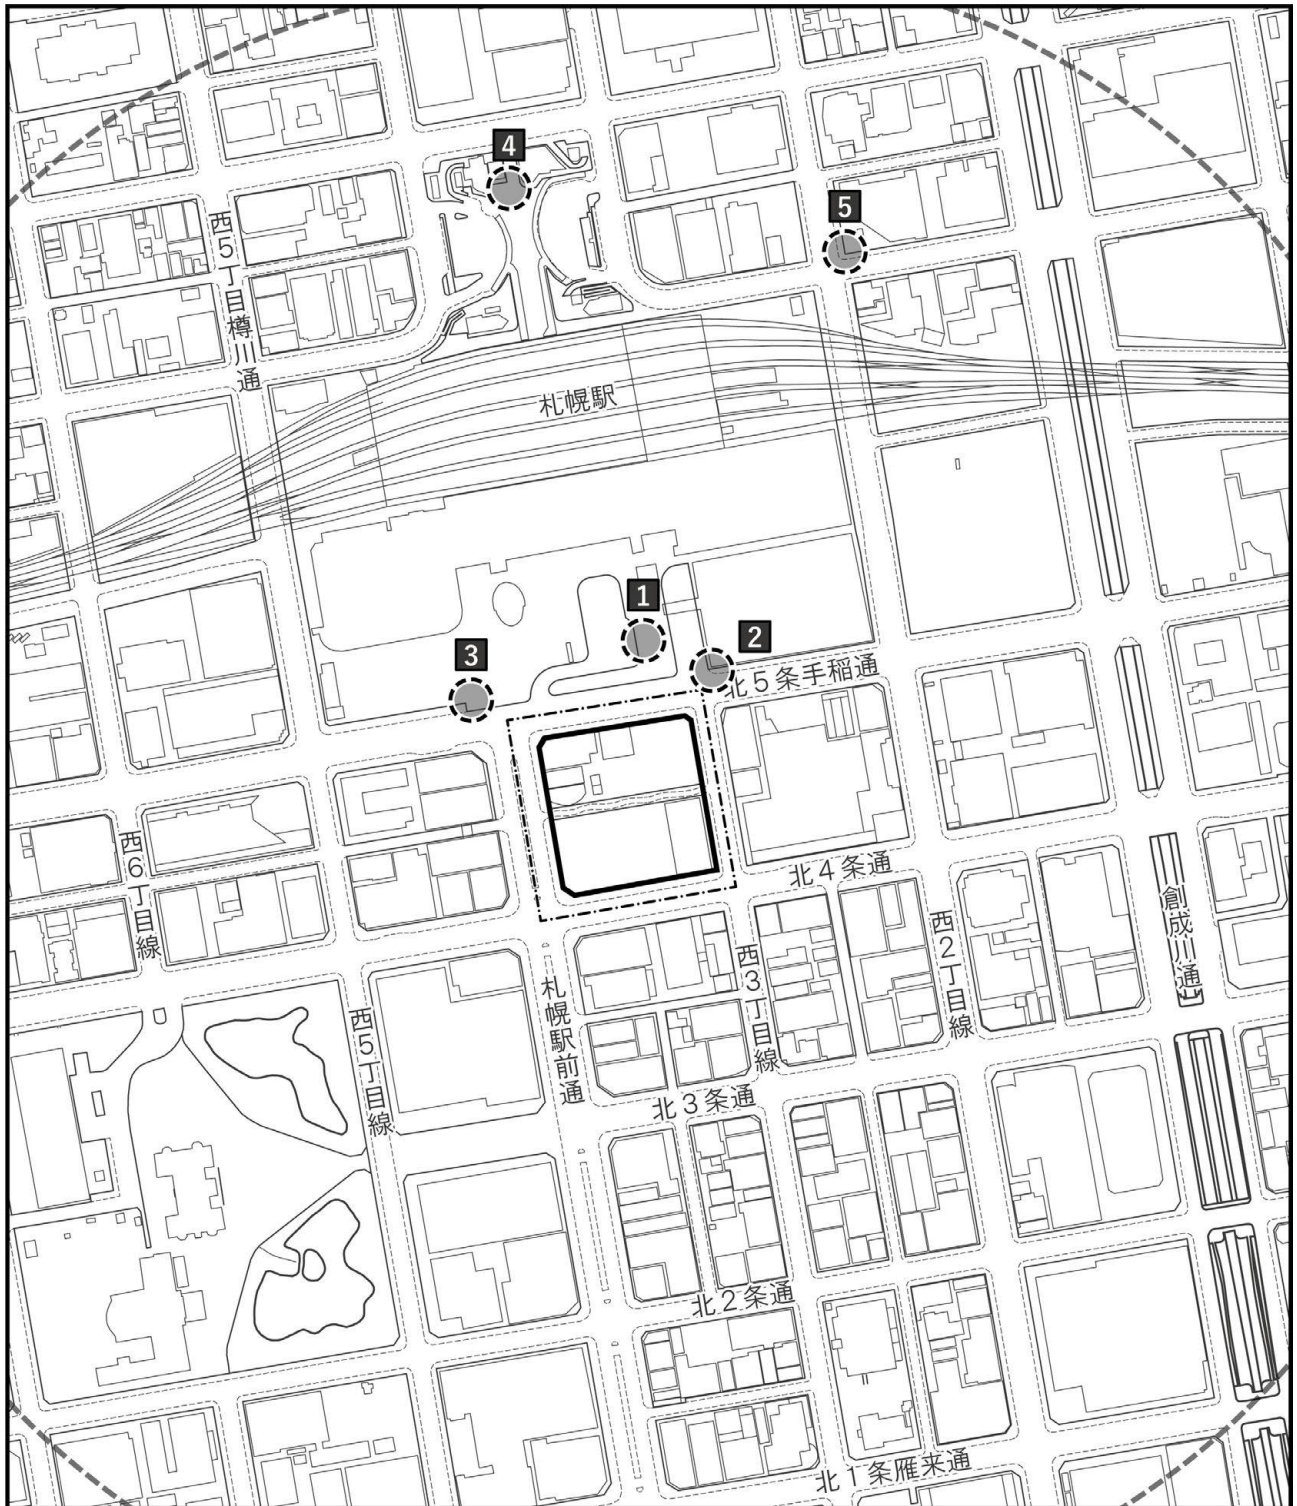 4
5
西5丁目樽川通
札幌駅
1
2
3
北5条手稲通
西6丁目線
北4条通
創成川通
西2丁目線
西3丁目線
札幌駅前通
西5丁目線
北3条通
北2条通
北1条雁来通